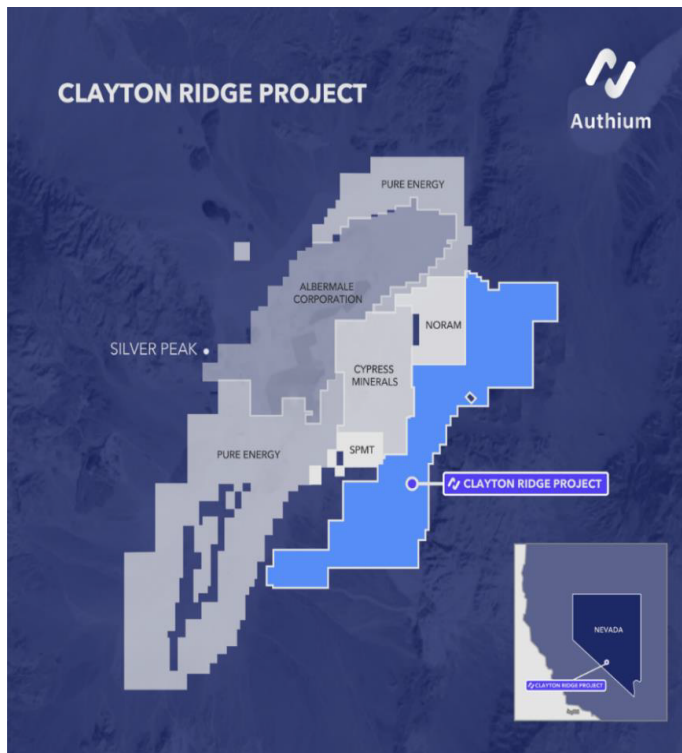 CLAYTON RIDGE PROJECT
Authium
PURE ENERGY
ALBERMALE
CORPORATION
NORAM
SILVER PEAK
CYPRESS
MINERALS
SPMT
PURE ENERGY
CLAYTON RIDGE PROJECT
NEVADA
CLAYTON RIDGE PROJECT